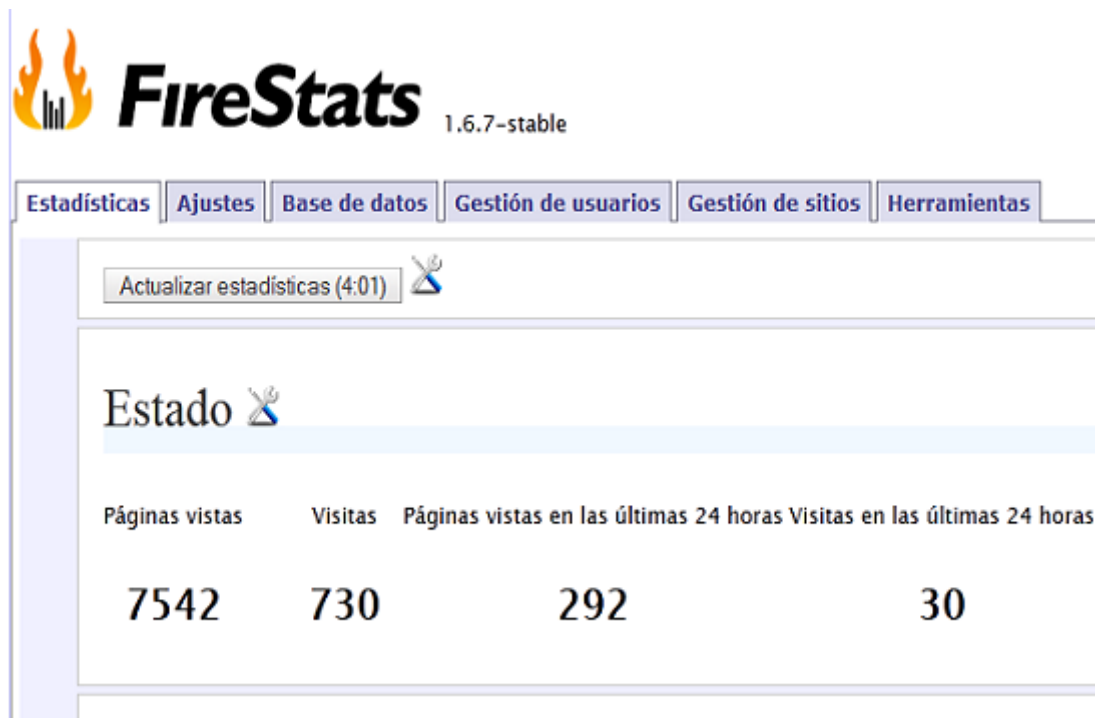 FireStats 1.6.7-stable
Estadísticas Ajustes Base de datos Gestión de usuarios Gestión de sitios Herramientas
Actualizar estadísticas (4:01)
Estado
Páginas vistas Visitas Páginas vistas en las últimas 24 horas Visitas en las últimas 24 horas
7542 730 292 30